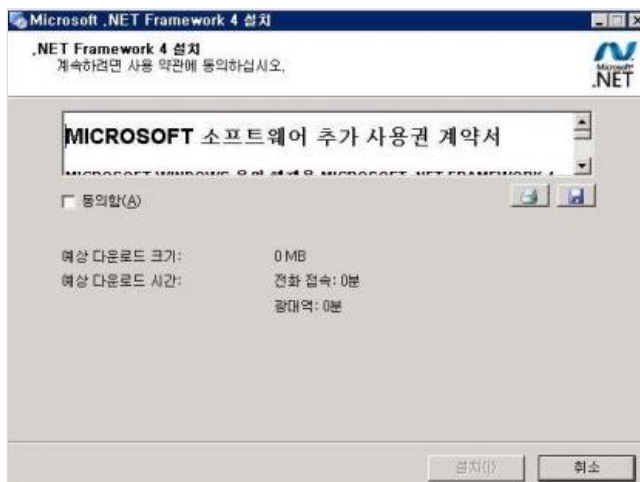 Microsoft .NET Framework 4 설치
.NET Framework 4 설치
계속하려면 사용 약관에 동의하십시오.
Microsoft
.NET
MICROSOFT 소프트웨어 추가 사용권 계약서
동의함(A)
예상 다운로드 크기: 0 MB
예상 다운로드 시간: 전화 접속: 0분
광대역: 0분
설치(I) 취소